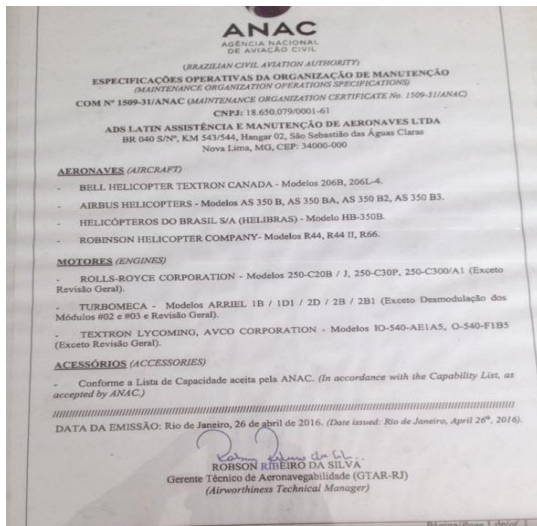 ANAC
AGÊNCIA NACIONAL
DE AVIAÇÃO CIVIL
(BRAZILIAN CIVIL AVIATION AUTHORITY)
ESPECIFICAÇÕES OPERATIVAS DA ORGANIZAÇÃO DE MANUTENÇÃO
(MAINTENANCE ORGANIZATION OPERATIONS SPECIFICATIONS)
COM Nº 1509-31/ANAC (MAINTENANCE ORGANIZATION CERTIFICATE No. 1509-31/ANAC)
CNPJ: 18.650.079/0001-61
ADS LATIN ASSISTÊNCIA E MANUTENÇÃO DE AERONAVES LTDA
BR 040 S/Nº, KM 543/544, Hangar 02, São Sebastião das Águas Claras
Nova Lima, MG, CEP: 34000-000
AERONAVES (AIRCRAFT)
- BELL HELICOPTER TEXTRON CANADA - Modelos 206B, 206L-4.
- AIRBUS HELICOPTERS - Modelos AS 350 B, AS 350 BA, AS 350 B2, AS 350 B3.
- HELICÓPTEROS DO BRASIL S/A (HELIBRAS) - Modelo HB-350B.
- ROBINSON HELICOPTER COMPANY- Modelos R44, R44 II, R66.
MOTORES (ENGINES)
- ROLLS-ROYCE CORPORATION - Modelos 250-C20B / J, 250-C30P, 250-C300/A1 (Exceto
Revisão Geral).
- TURBOMECA - Modelos ARRIEL 1B / 1D1 / 2D / 2B / 2B1 (Exceto Desmodulação dos
Módulos #02 e #03 e Revisão Geral).
- TEXTRON LYCOMING, AVCO CORPORATION - Modelos IO-540-AE1A5, O-540-F1B5
(Exceto Revisão Geral).
ACESSÓRIOS (ACCESSORIES)
- Conforme a Lista de Capacidade aceita pela ANAC. (In accordance with the Capability List, as
accepted by ANAC.)
DATA DA EMISSÃO: Rio de Janeiro, 26 de abril de 2016. (Date issued: Rio de Janeiro, April 26th, 2016).
ROBSON RIBEIRO DA SILVA
Gerente Técnico de Aeronavegabilidade (GTAR-RJ)
(Airworthiness Technical Manager)